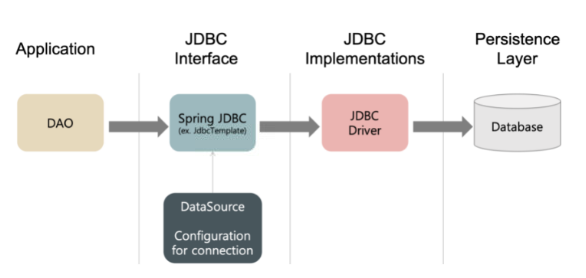 Application
JDBC
Interface
JDBC
Implementations
Persistence
Layer
DAO
Spring JDBC
(ex. JdbcTemplate)
JDBC
Driver
Database
DataSource
Configuration
for connection